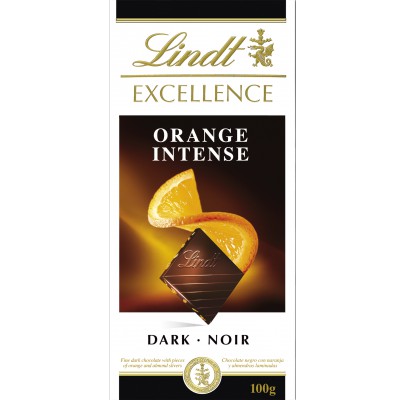 Lindt
EXCELLENCE
ORANGE
INTENSE
Lindt
DARK · NOIR
Fine dark chocolate with pieces
of orange and almond slivers
Chocolate negro con naranja
y almendras laminadas
100g